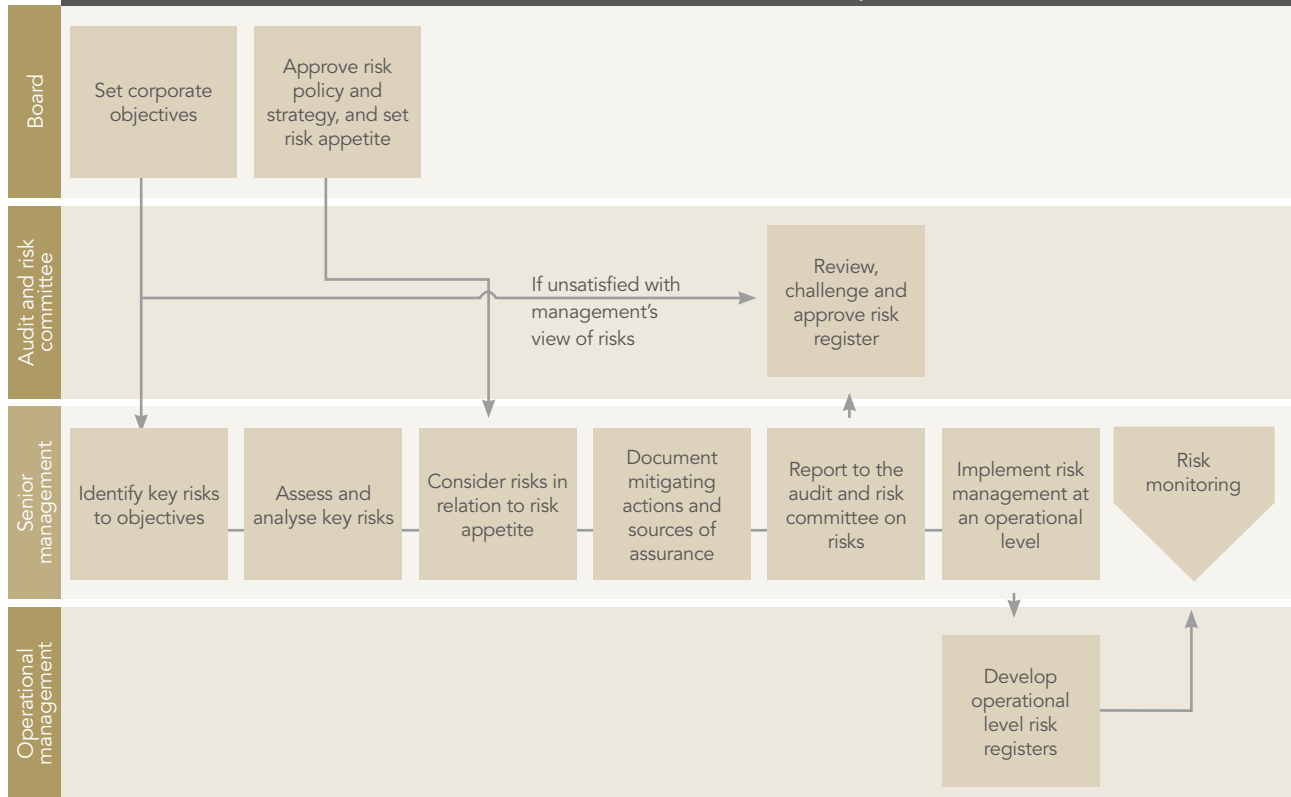 Board
Set corporate
objectives
Approve risk
policy and
strategy, and set
risk appetite
Audit and risk
committee
If unsatisfied with
management's
view of risks
Review,
challenge and
approve risk
register
Senior
management
Identify key risks
to objectives
Assess and
analyse key risks
Consider risks in
relation to risk
appetite
Document
mitigating
actions and
sources of
assurance
Report to the
audit and risk
committee on
risks
Implement risk
management at
an operational
level
Risk
monitoring
Operational
management
Develop
operational
level risk
registers